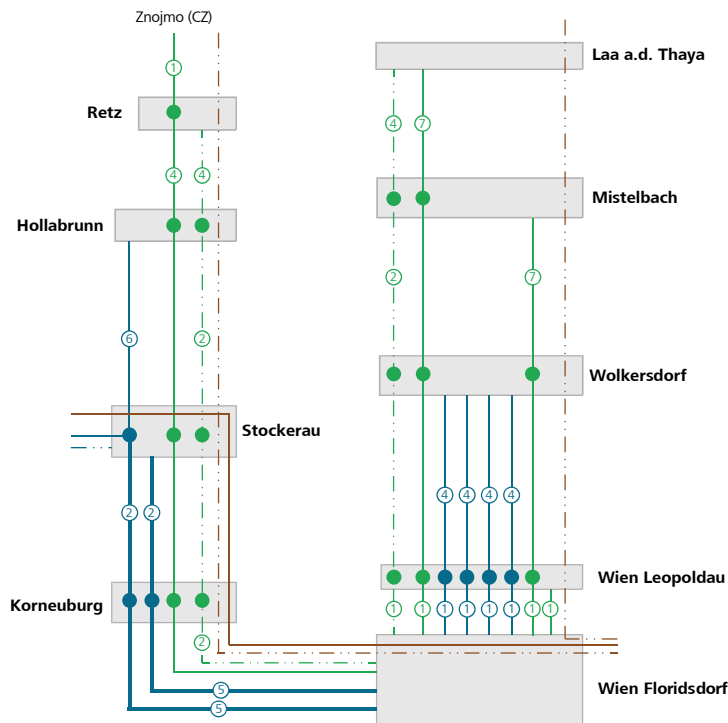 Znojmo (CZ)
Laa a.d. Thaya
1
Retz
4
7
4
4
Mistelbach
Hollabrunn
2
7
6
2
Wolkersdorf
Stockerau
4
4
4
4
2
2
Wien Leopoldau
Korneuburg
1
1
1
1
1
1
1
1
2
Wien Floridsdorf
5
5